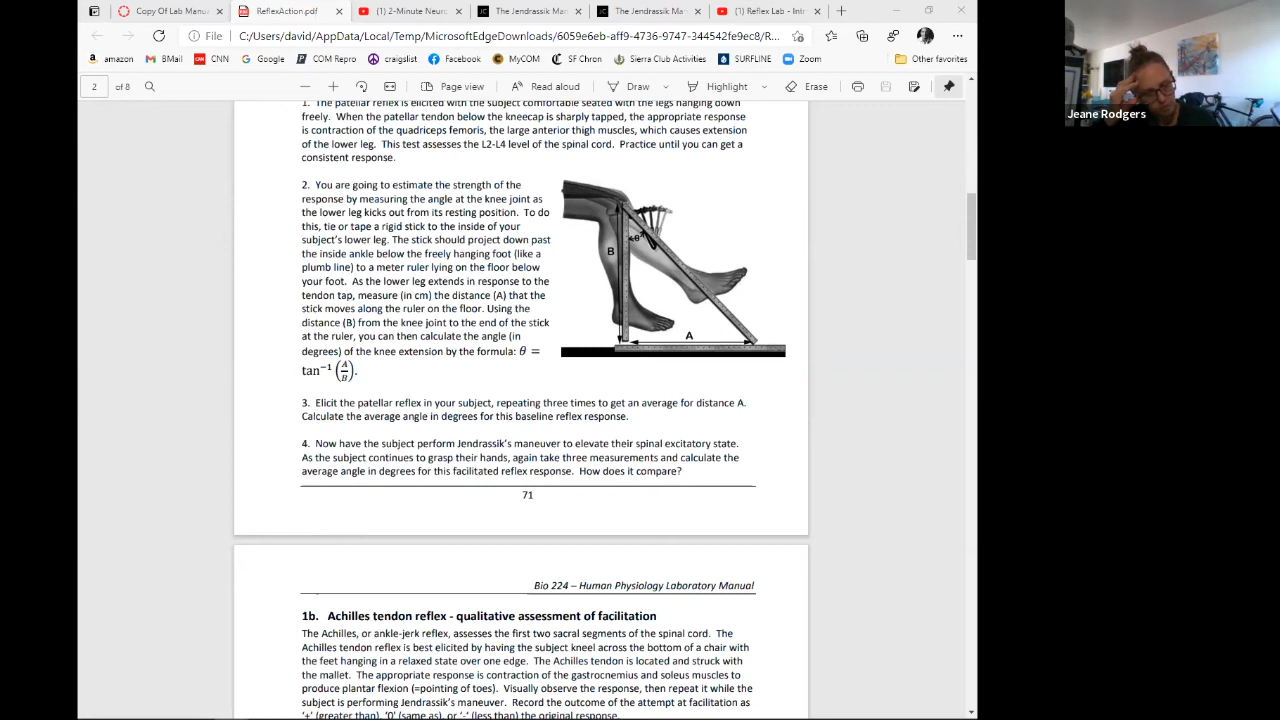 Copy Of Lab Manu
ReflexAction.pdf
(1) 2-Minute Neuro
JC
The Jendrassik Man
JC
The Jendrassik Man
(1) Reflex Lab - Intr
File
C:/Users/david/AppData/Local/Temp/MicrosoftEdgeDownloads/6059e6eb-aff9-4736-9747-344542fe9ec8/R...
amazon
BMail
CNN
Google
COM Repro
craigslist
Facebook
MyCOM
SF Chron
Sierra Club Activities
SURFLINE
Zoom
Other favorites
2
of 8
Page view
Read aloud
Draw
Highlight
Erase
1. The patellar reflex is elicited with the subject comfortable seated with the legs hanging down
freely. When the patellar tendon below the kneecap is sharply tapped, the appropriate response
is contraction of the quadriceps femoris, the large anterior thigh muscles, which causes extension
of the lower leg. This test assesses the L2-L4 level of the spinal cord. Practice until you can get a
consistent response.
2. You are going to estimate the strength of the
response by measuring the angle at the knee joint as
the lower leg kicks out from its resting position. To do
this, tie or tape a rigid stick to the inside of your
subject's lower leg. The stick should project down past
the inside ankle below the freely hanging foot (like a
plumb line) to a meter ruler lying on the floor below
your foot. As the lower leg extends in response to the
tendon tap, measure (in cm) the distance (A) that the
stick moves along the ruler on the floor. Using the
distance (B) from the knee joint to the end of the stick
at the ruler, you can then calculate the angle (in
degrees) of the knee extension by the formula: θ =
tan⁻¹ (A/B).
B
θ
A
3. Elicit the patellar reflex in your subject, repeating three times to get an average for distance A.
Calculate the average angle in degrees for this baseline reflex response.
4. Now have the subject perform Jendrassik's maneuver to elevate their spinal excitatory state.
As the subject continues to grasp their hands, again take three measurements and calculate the
average angle in degrees for this facilitated reflex response. How does it compare?
71
Bio 224 – Human Physiology Laboratory Manual
1b. Achilles tendon reflex - qualitative assessment of facilitation
The Achilles, or ankle-jerk reflex, assesses the first two sacral segments of the spinal cord. The
Achilles tendon reflex is best elicited by having the subject kneel across the bottom of a chair with
the feet hanging in a relaxed state over one edge. The Achilles tendon is located and struck with
the mallet. The appropriate response is contraction of the gastrocnemius and soleus muscles to
produce plantar flexion (=pointing of toes). Visually observe the response, then repeat it while the
subject is performing Jendrassik's maneuver. Record the outcome of the attempt at facilitation as
'+' (greater than), '0' (same as), or '-' (less than) the original response.
Jeane Rodgers